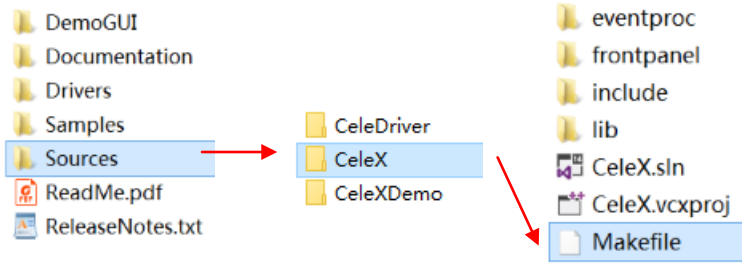 DemoGUI
Documentation
Drivers
Samples
Sources
ReadMe.pdf
ReleaseNotes.txt
CeleDriver
CeleX
CeleXDemo
eventproc
frontpanel
include
lib
CeleX.sln
CeleX.vcxproj
Makefile